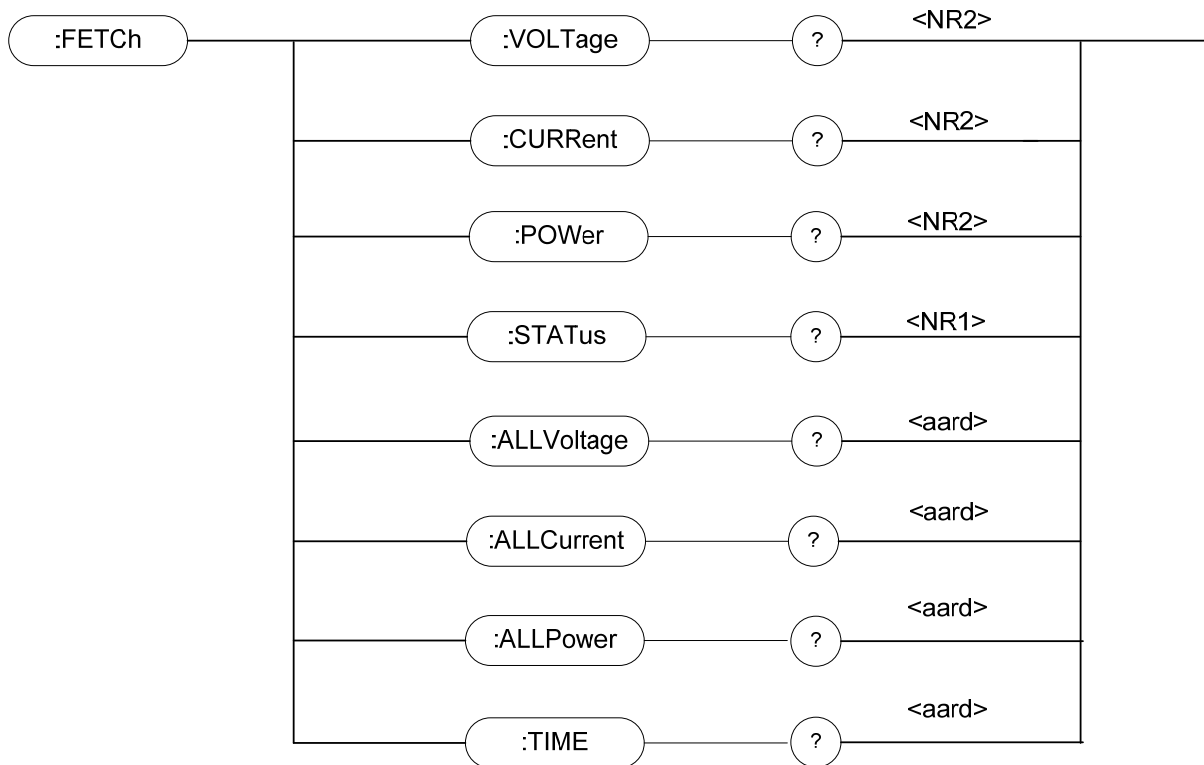 :FETCh :VOLTage ? <NR2>
:CURRent ? <NR2>
:POWer ? <NR2>
:STATus ? <NR1>
:ALLVoltage ? <aard>
:ALLCurrent ? <aard>
:ALLPower ? <aard>
:TIME ? <aard>